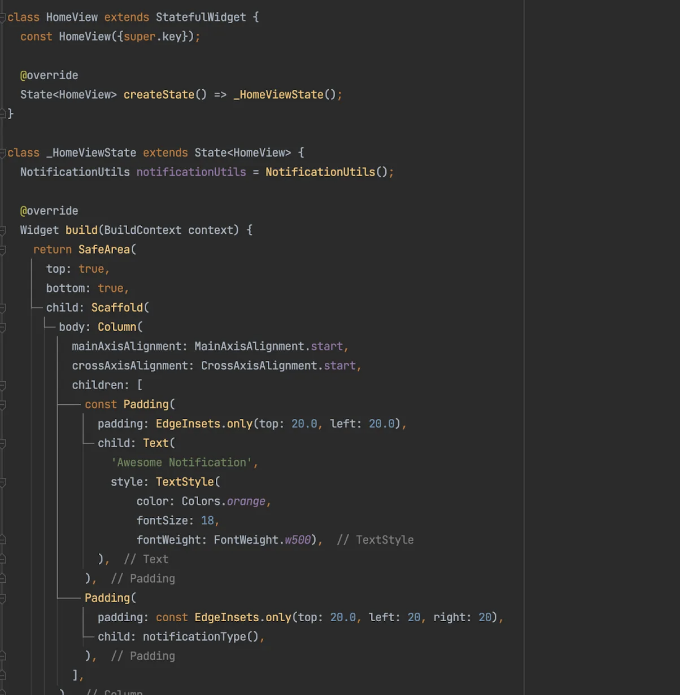 class HomeView extends StatefulWidget {
const HomeView({super.key});
@override
State<HomeView> createState() => _HomeViewState();
}
class _HomeViewState extends State<HomeView> {
NotificationUtils notificationUtils = NotificationUtils();
@override
Widget build(BuildContext context) {
return SafeArea(
top: true,
bottom: true,
child: Scaffold(
body: Column(
mainAxisAlignment: MainAxisAlignment.start,
crossAxisAlignment: CrossAxisAlignment.start,
children: [
const Padding(
padding: EdgeInsets.only(top: 20.0, left: 20.0),
child: Text(
'Awesome Notification',
style: TextStyle(
color: Colors.orange,
fontSize: 18,
fontWeight: FontWeight.w500), // TextStyle
), // Text
), // Padding
Padding(
padding: const EdgeInsets.only(top: 20.0, left: 20, right: 20),
child: notificationType(),
), // Padding
],
), // Column